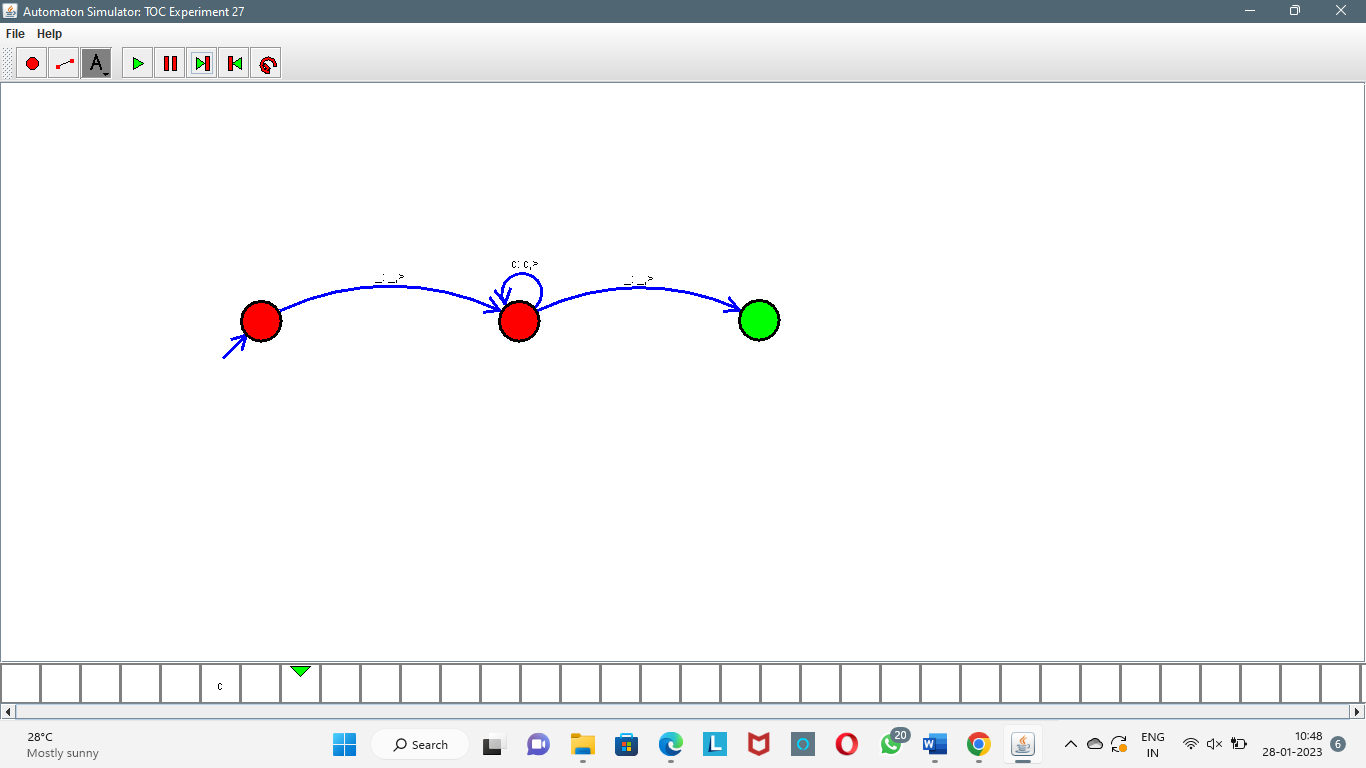 Automaton Simulator: TOC Experiment 27
File Help
A
_: _,>
c: c,>
_: _,>
c
28°C
Mostly sunny
Search
L
20
W
ENG
IN
10:48
28-01-2023
6